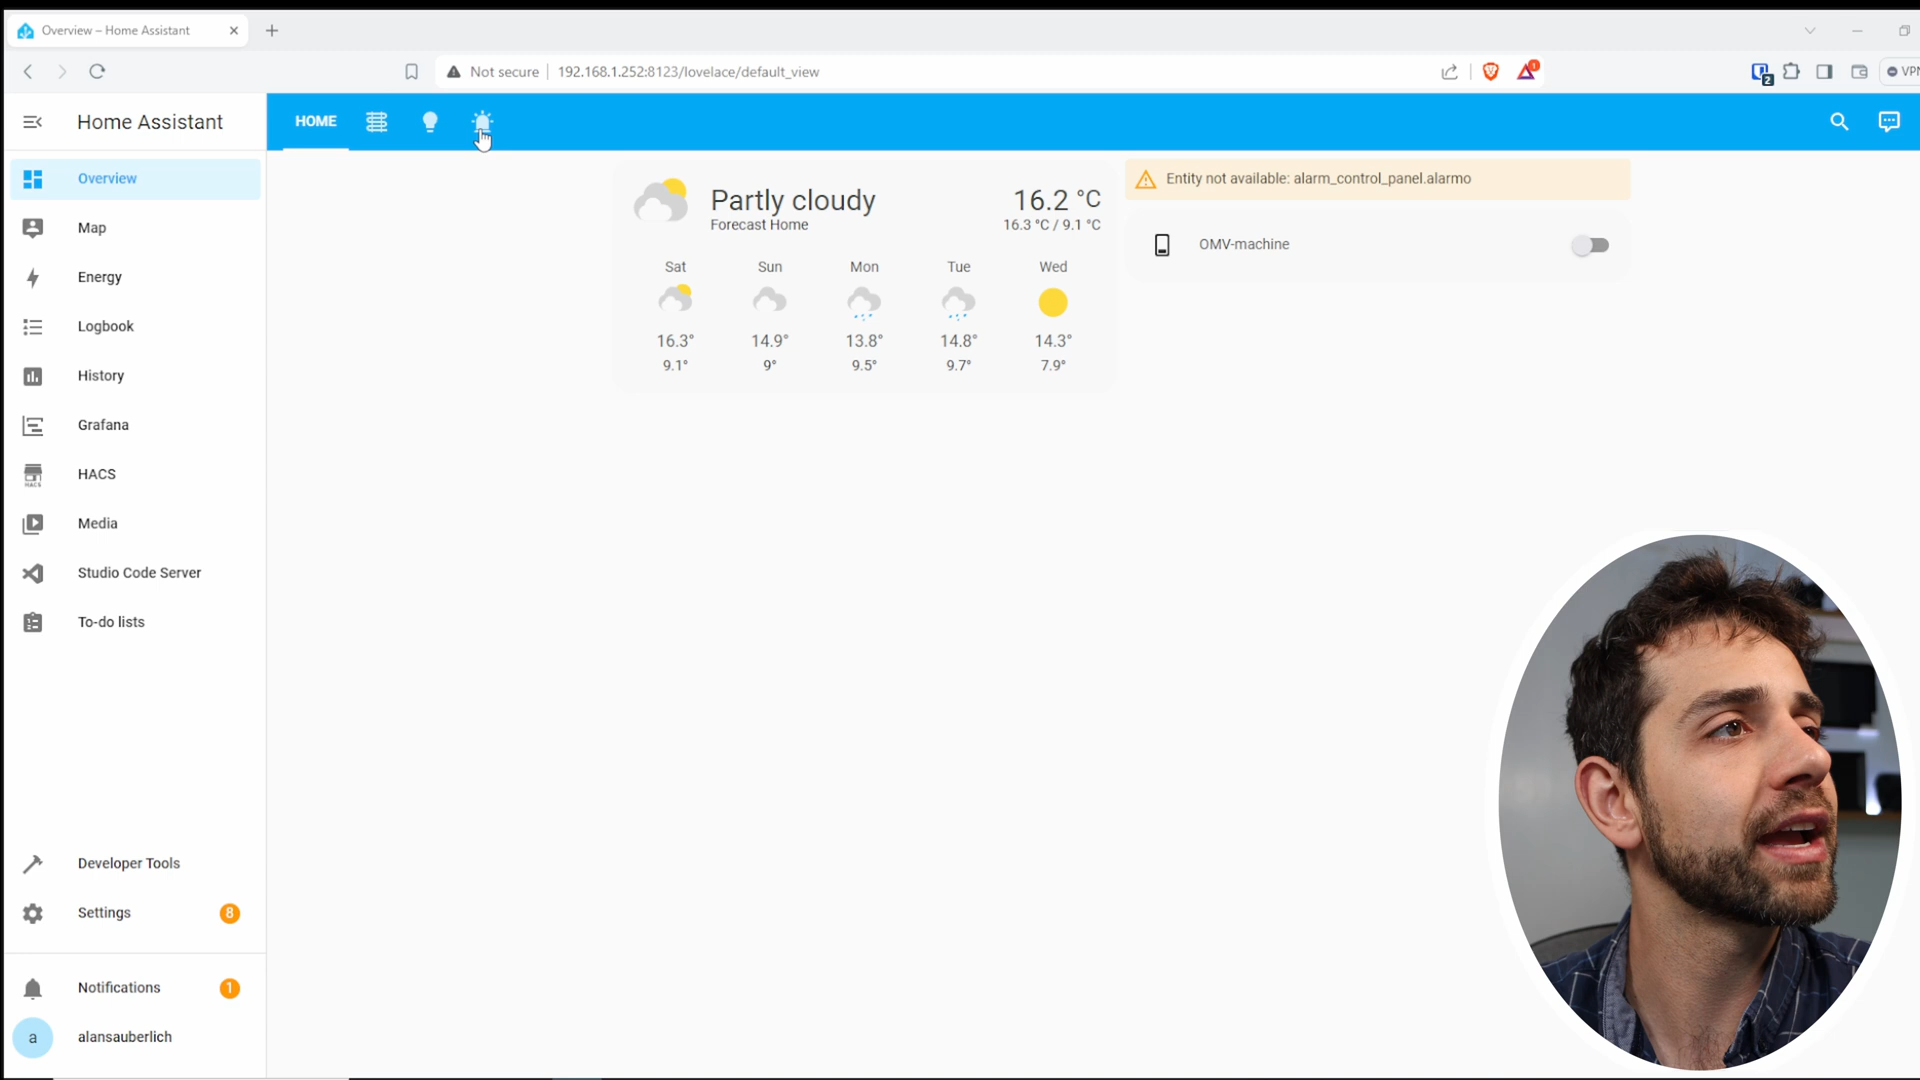 Overview – Home Assistant
Not secure
192.168.1.252:8123/lovelace/default_view
1
2
VPN
Home Assistant
HOME
Overview
Map
Energy
Logbook
History
Grafana
HACS
HACS
Media
Studio Code Server
To-do lists
Developer Tools
Settings
8
Notifications
1
a
alansauberlich
Partly cloudy
Forecast Home
16.2 °C
16.3 °C / 9.1 °C
Sat Sun Mon Tue Wed
16.3° 14.9° 13.8° 14.8° 14.3°
9.1° 9° 9.5° 9.7° 7.9°
Entity not available: alarm_control_panel.alarmo
OMV-machine